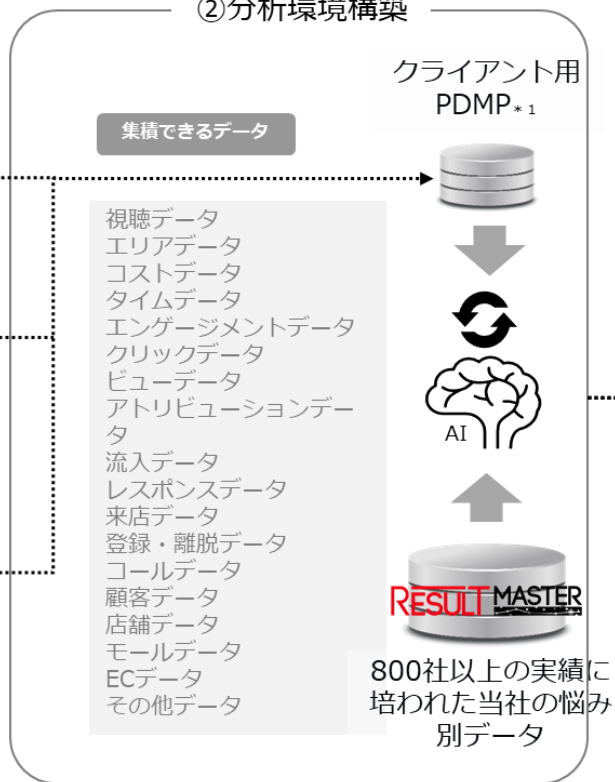 ②分析環境構築
クライアント用
PDMP＊1
集積できるデータ
視聴データ
エリアデータ
コストデータ
タイムデータ
エンゲージメントデータ
クリックデータ
ビューデータ
アトリビューションデー
タ
流入データ
レスポンスデータ
来店データ
登録・離脱データ
コールデータ
顧客データ
店舗データ
モールデータ
ECデータ
その他データ
AI
RESULT MASTER
800社以上の実績に
培われた当社の悩み
別データ